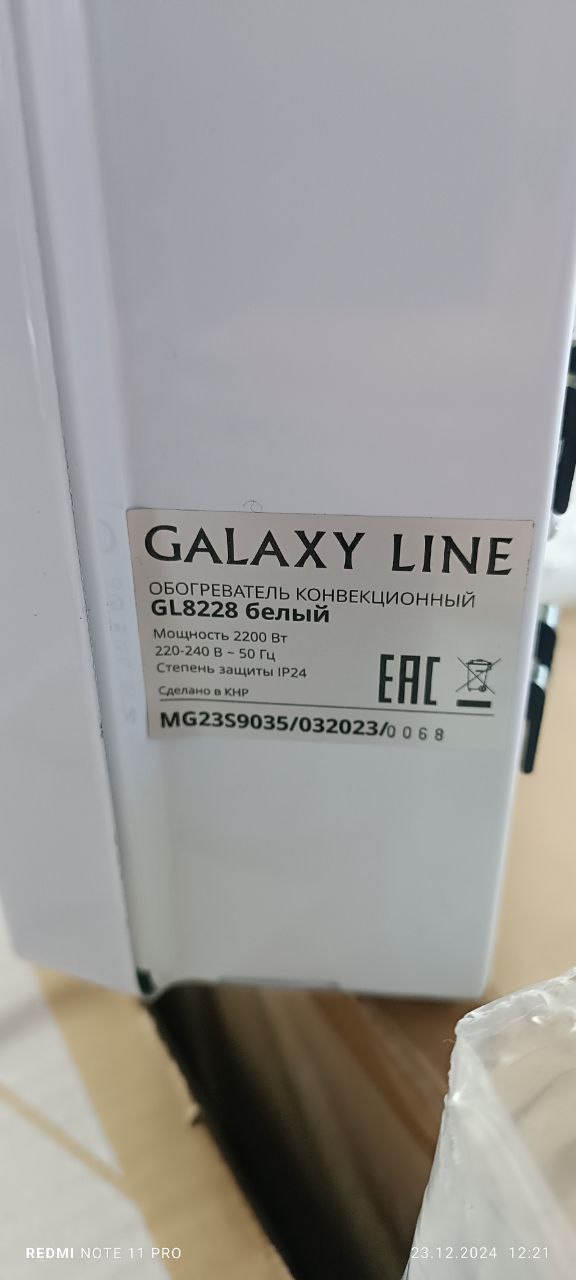 GALAXY LINE
ОБОГРЕВАТЕЛЬ КОНВЕКЦИОННЫЙ
GL8228 белый
Мощность 2200 Вт
220-240 В ~ 50 Гц
Степень защиты IP24
Сделано в КНР
EAC
MG23S9035/032023/0068
REDMI NOTE 11 PRO
23.12.2024 12:21